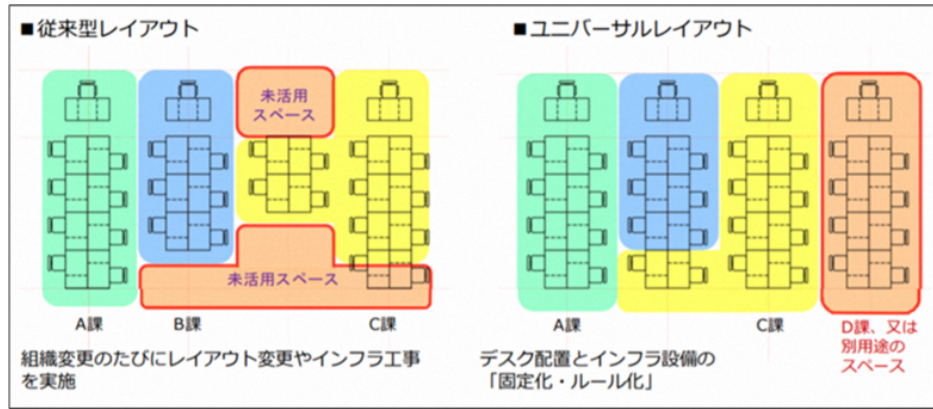 ■従来型レイアウト
未活用
スペース
未活用スペース
A課
B課
C課
組織変更のたびにレイアウト変更やインフラ工事
を実施
■ユニバーサルレイアウト
A課
C課
D課、又は
別用途の
スペース
デスク配置とインフラ設備の
「固定化・ルール化」